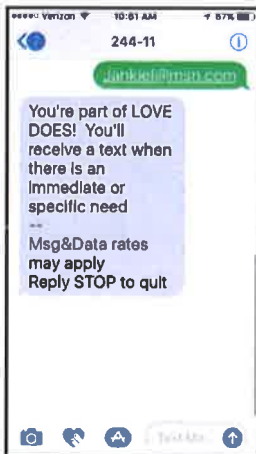 Verizon 10:51 AM 87%
244-11
You're part of LOVE
DOES! You'll
receive a text when
there is an
immediate or
specific need
--
Msg&Data rates
may apply
Reply STOP to quit